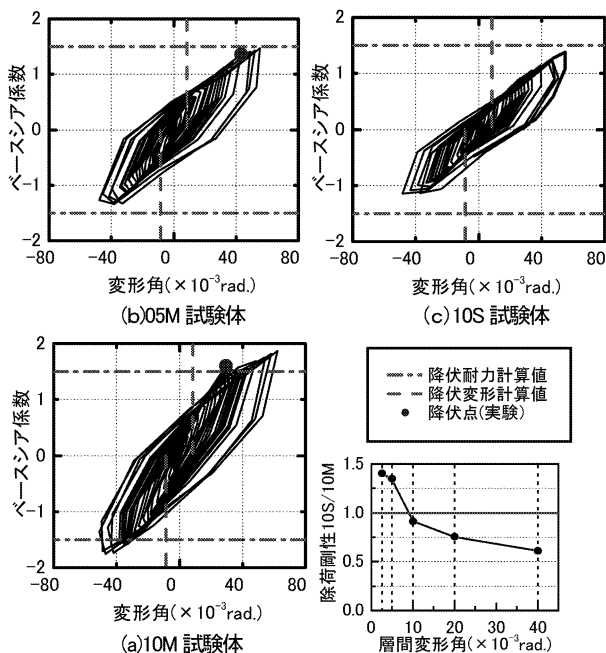 2
1
0
-1
-2
ベースシア係数
-80
-40
0
40
80
変形角(×10⁻³rad.)
(b)05M 試験体
2
1
0
-1
-2
ベースシア係数
-80
-40
0
40
80
変形角(×10⁻³rad.)
(c)10S 試験体
2
1
0
-1
-2
ベースシア係数
-80
-40
0
40
80
変形角(×10⁻³rad.)
(a)10M 試験体
降伏耐力計算値
降伏変形計算値
降伏点(実験)
1.5
1.0
0.5
0.0
除荷剛性10S/10M
0
10
20
30
40
層間変形角(×10⁻³rad.)